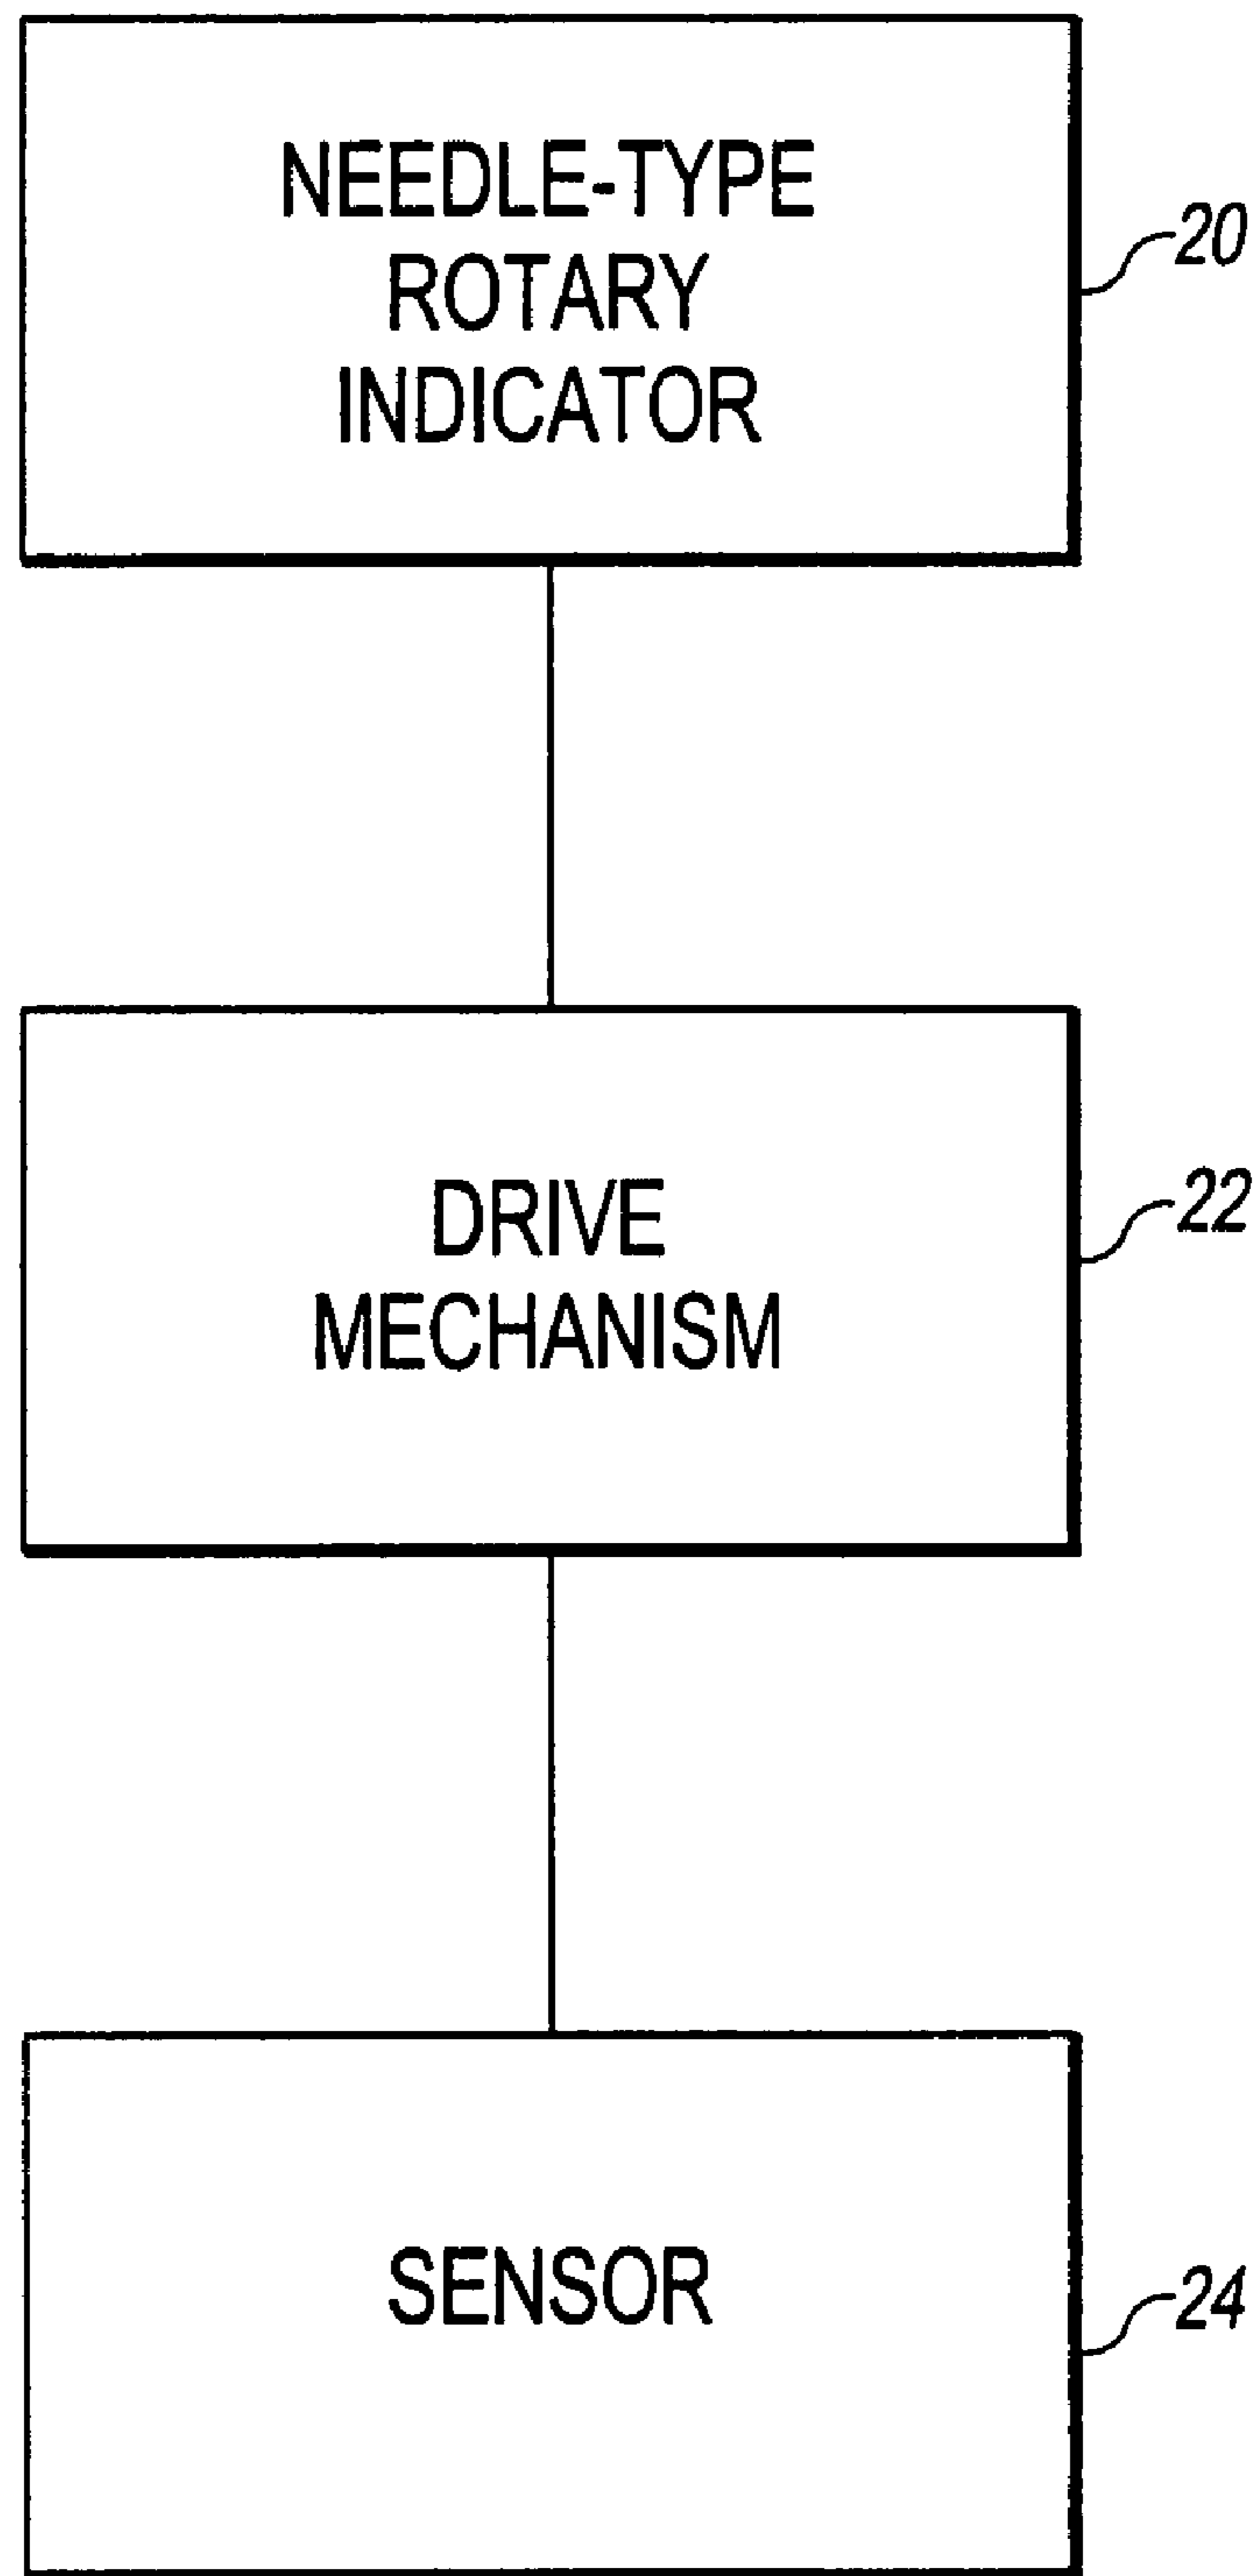 NEEDLE-TYPE
ROTARY
INDICATOR
20
DRIVE
MECHANISM
22
SENSOR
24